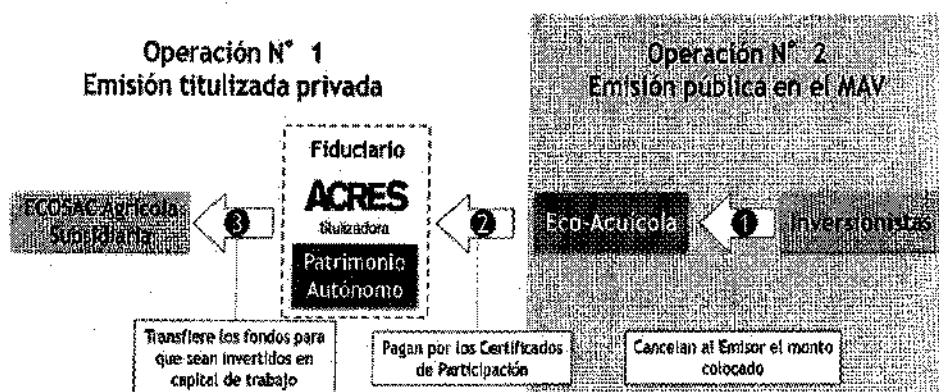 Operación N° 1
Emisión titulizada privada
Operación N° 2
Emisión pública en el MAV
Fiduciario
ACRES
titulizadora
Patrimonio
Autónomo
ECOSAC Agrícola
Subsidiaria
3
2
Eco-Acuícola
1
Inversionistas
Transfiere los fondos para
que sean invertidos en
capital de trabajo
Pagan por los Certificados
de Participación
Cancelan al Emisor el monto
colocado